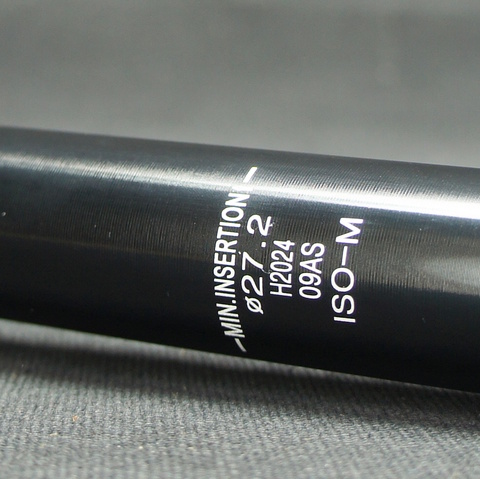 MIN.INSERTION
ø27.2
H2024
09AS
ISO-M